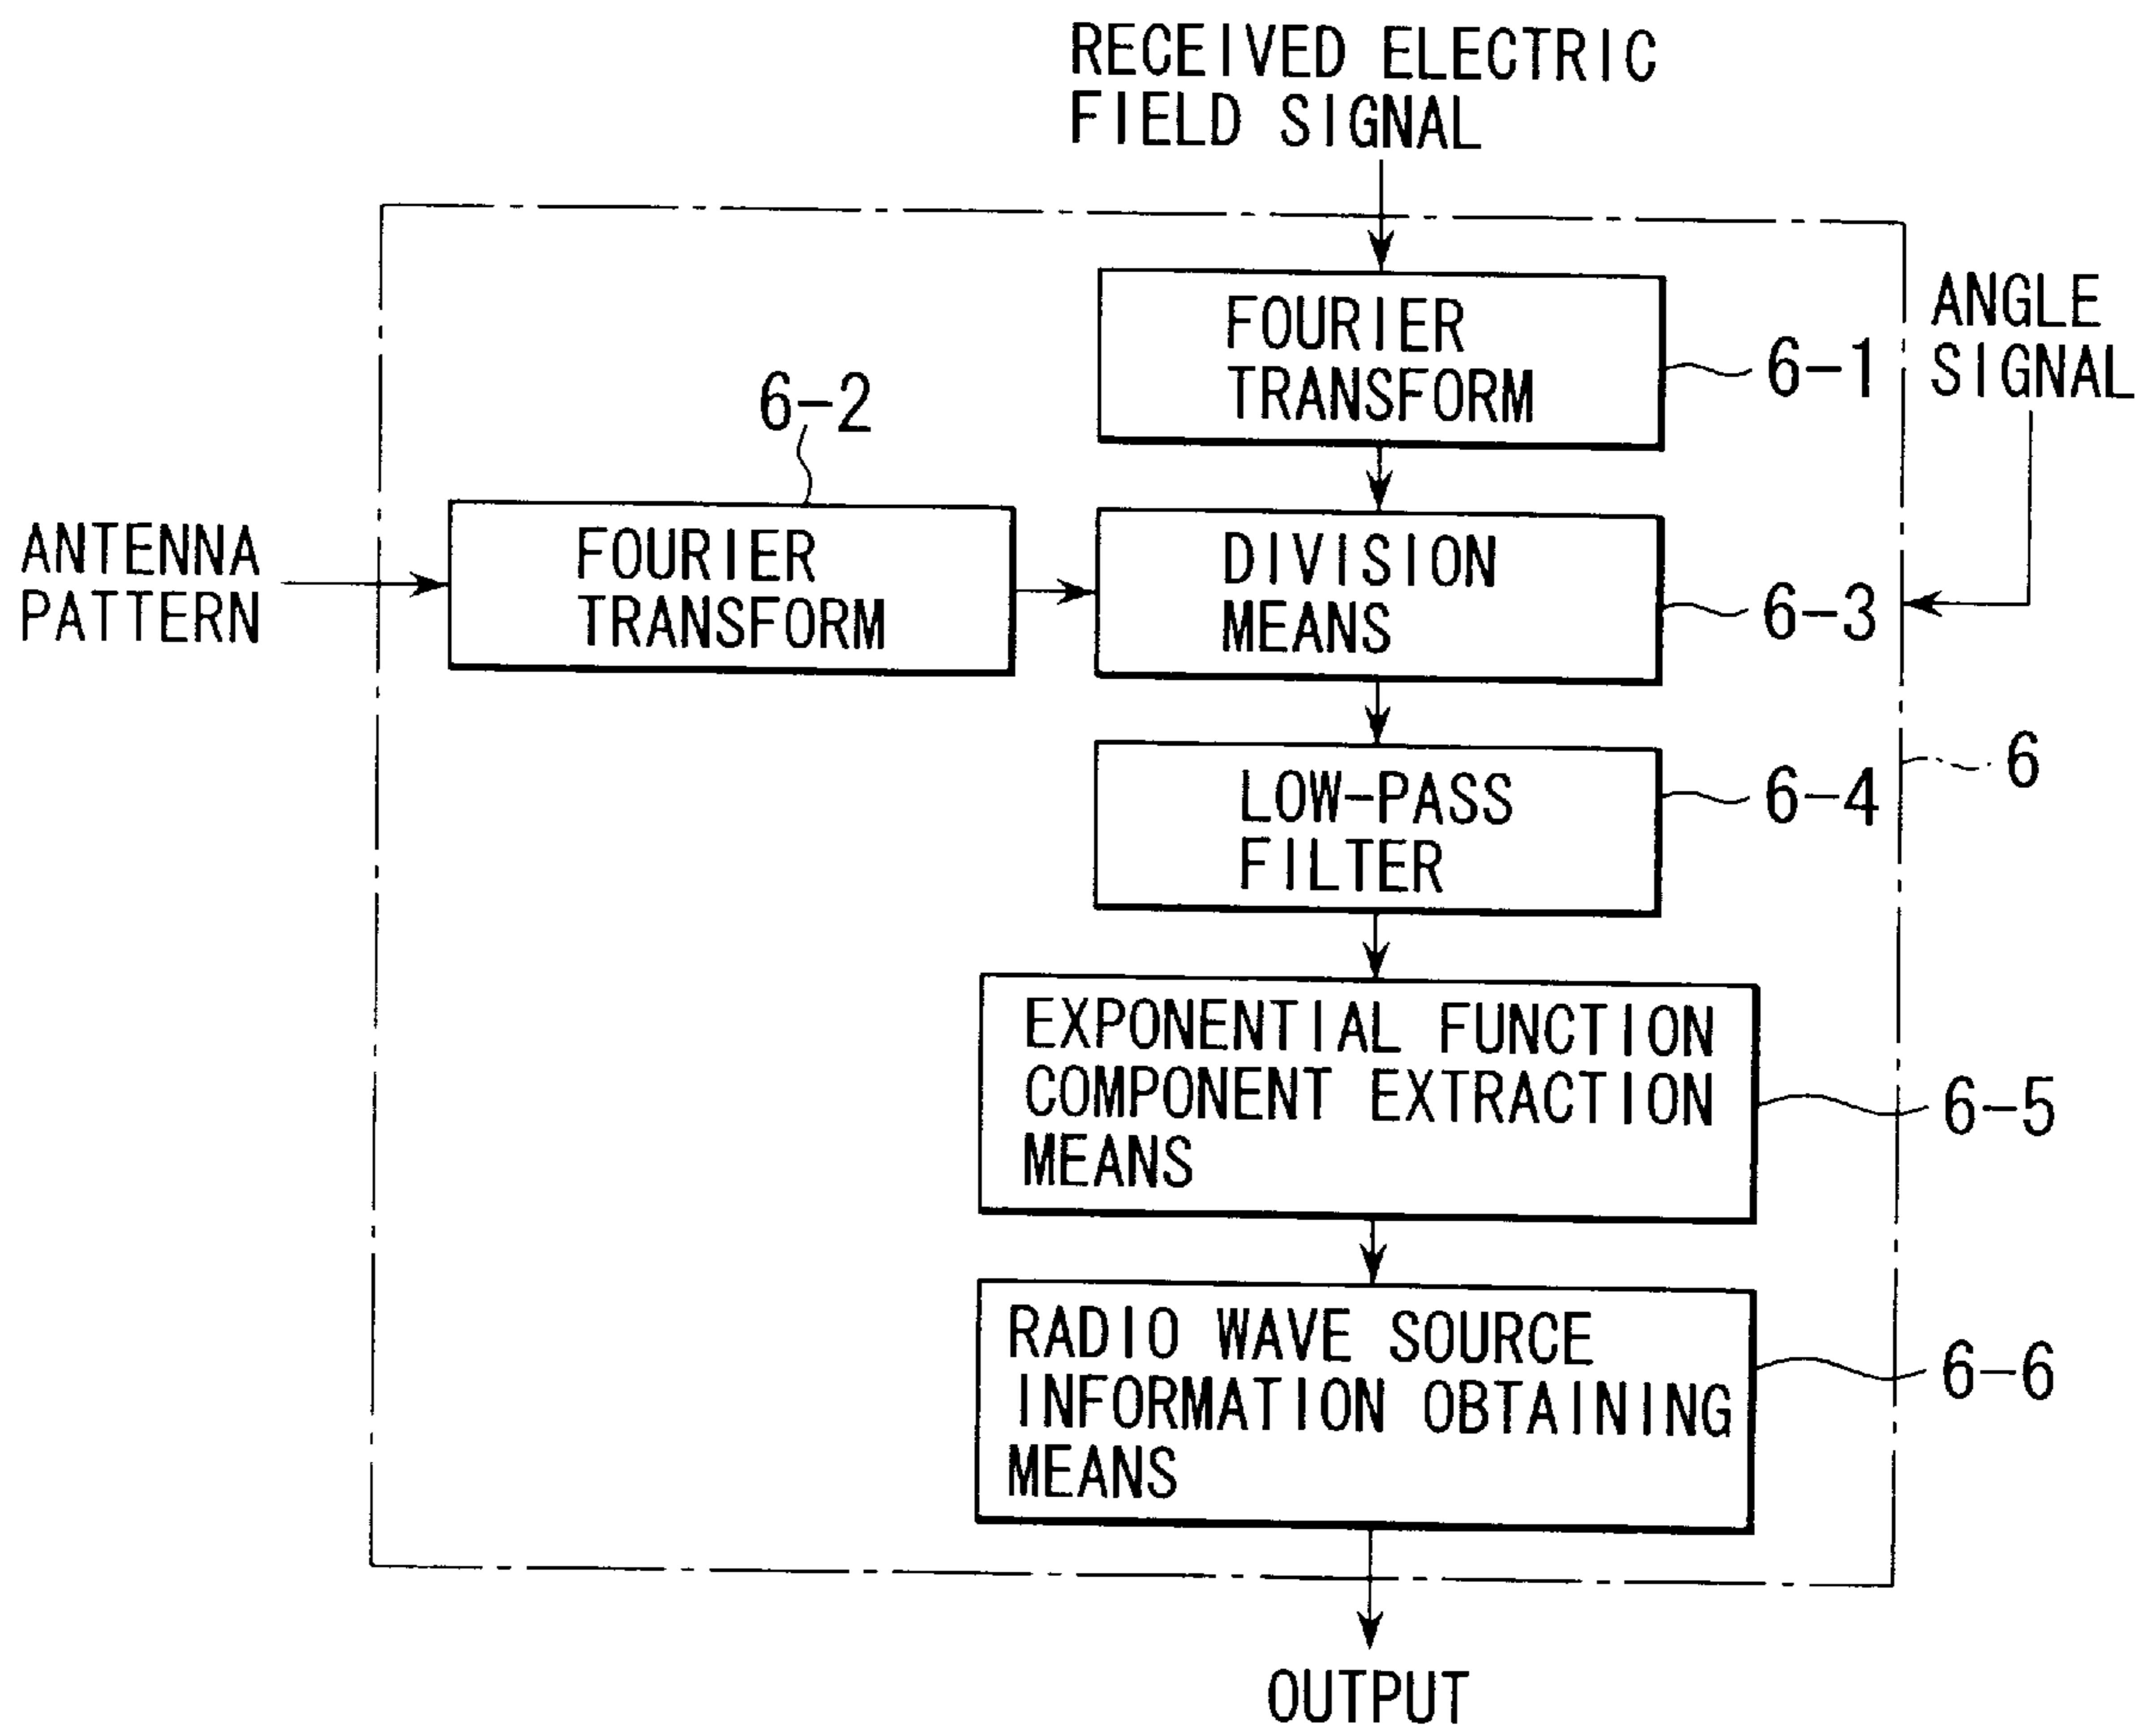 RECEIVED ELECTRIC
FIELD SIGNAL
FOURIER
TRANSFORM
6-1
ANGLE
SIGNAL
6-2
ANTENNA
PATTERN
FOURIER
TRANSFORM
DIVISION
MEANS
6-3
LOW-PASS
FILTER
6-4
6
EXPONENTIAL FUNCTION
COMPONENT EXTRACTION
MEANS
6-5
RADIO WAVE SOURCE
INFORMATION OBTAINING
MEANS
6-6
OUTPUT